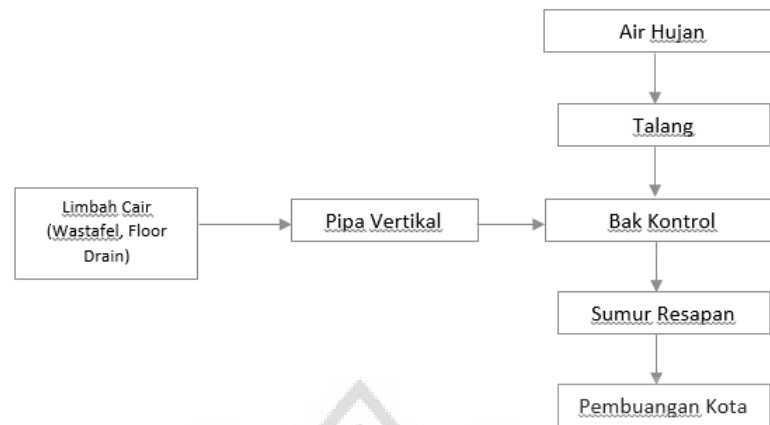 Air Hujan
Talang
Limbah Cair
(Wastafel, Floor
Drain)
Pipa Vertikal
Bak Kontrol
Sumur Resapan
Pembuangan Kota